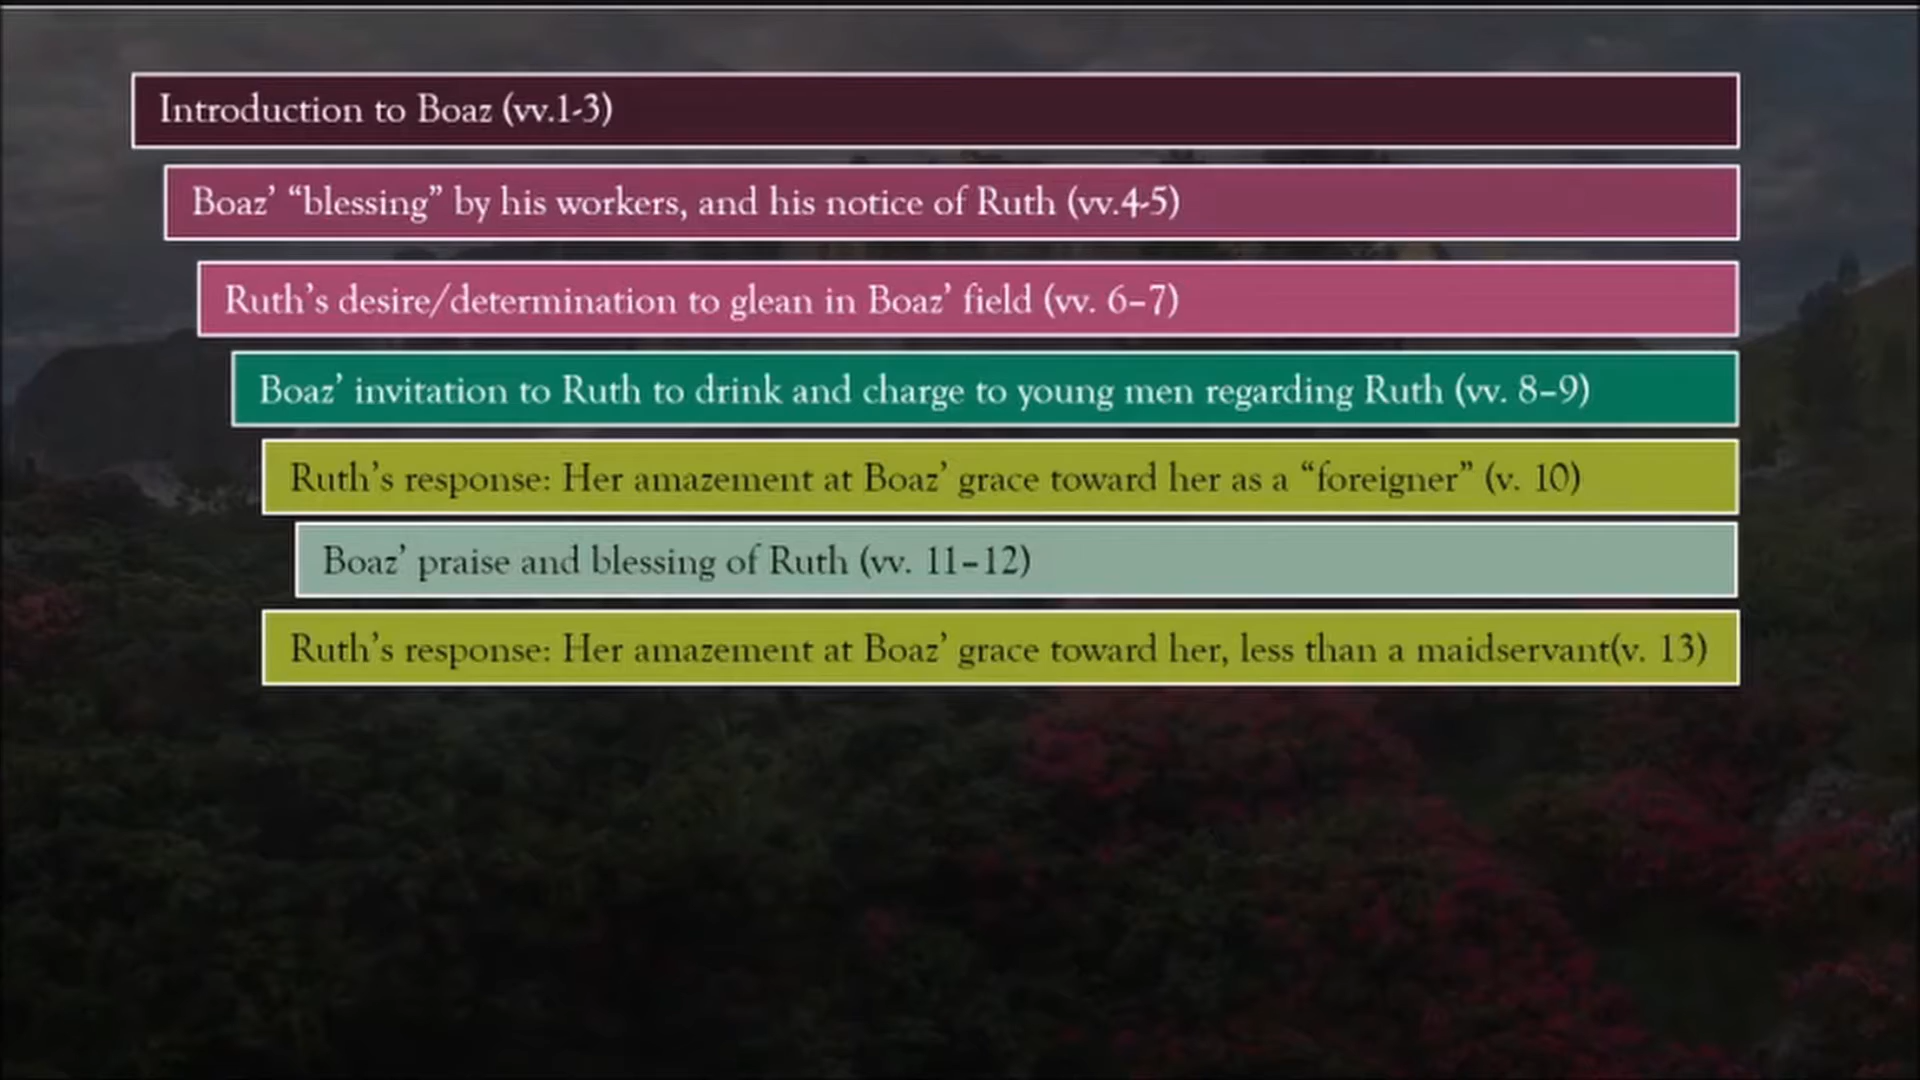 Introduction to Boaz (vv.1-3)
Boaz’ “blessing” by his workers, and his notice of Ruth (vv.4-5)
Ruth’s desire/determination to glean in Boaz’ field (vv. 6–7)
Boaz’ invitation to Ruth to drink and charge to young men regarding Ruth (vv. 8–9)
Ruth’s response: Her amazement at Boaz’ grace toward her as a “foreigner” (v. 10)
Boaz’ praise and blessing of Ruth (vv. 11–12)
Ruth’s response: Her amazement at Boaz’ grace toward her, less than a maidservant(v. 13)